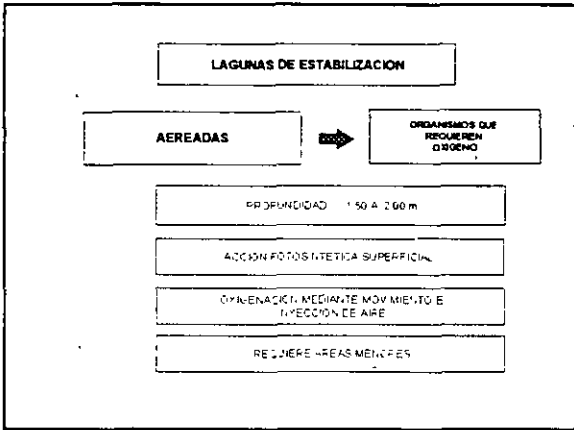 LAGUNAS DE ESTABILIZACION
AEREADAS
ORGANISMOS QUE
REQUIEREN
OXIGENO
PROFUNDIDAD 1.50 A 2.00 m
ACCION FOTOSINTETICA SUPERFICIAL
OXIGENACION MEDIANTE MOVIMIENTO E
INYECCION DE AIRE
REQUIERE AREAS MENORES